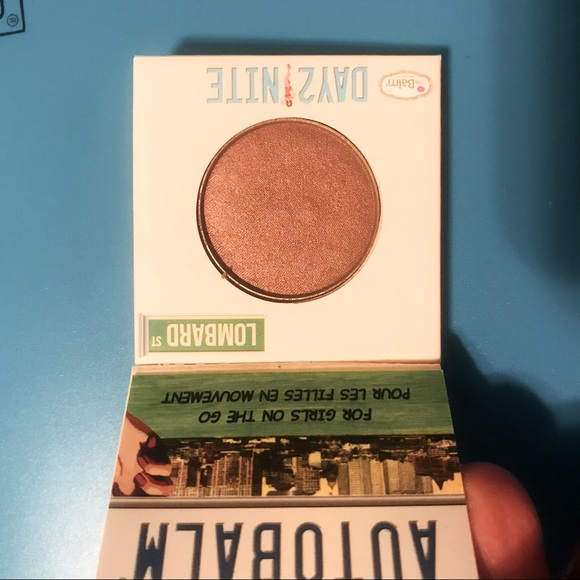 AUTOBALM
FOR GIRLS ON THE GO
POUR LES FILLES EN MOUVEMENT
LOMBARD ST
DAY2NITE
theBalm®